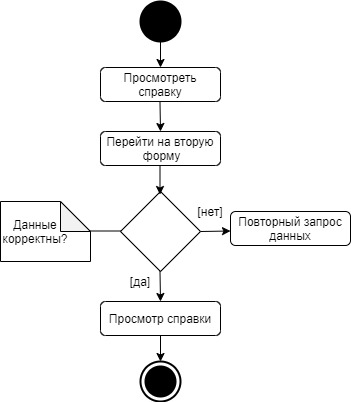 Просмотреть
справку
Перейти на вторую
форму
Данные
корректны?
[нет]
Повторный запрос
данных
[да]
Просмотр справки